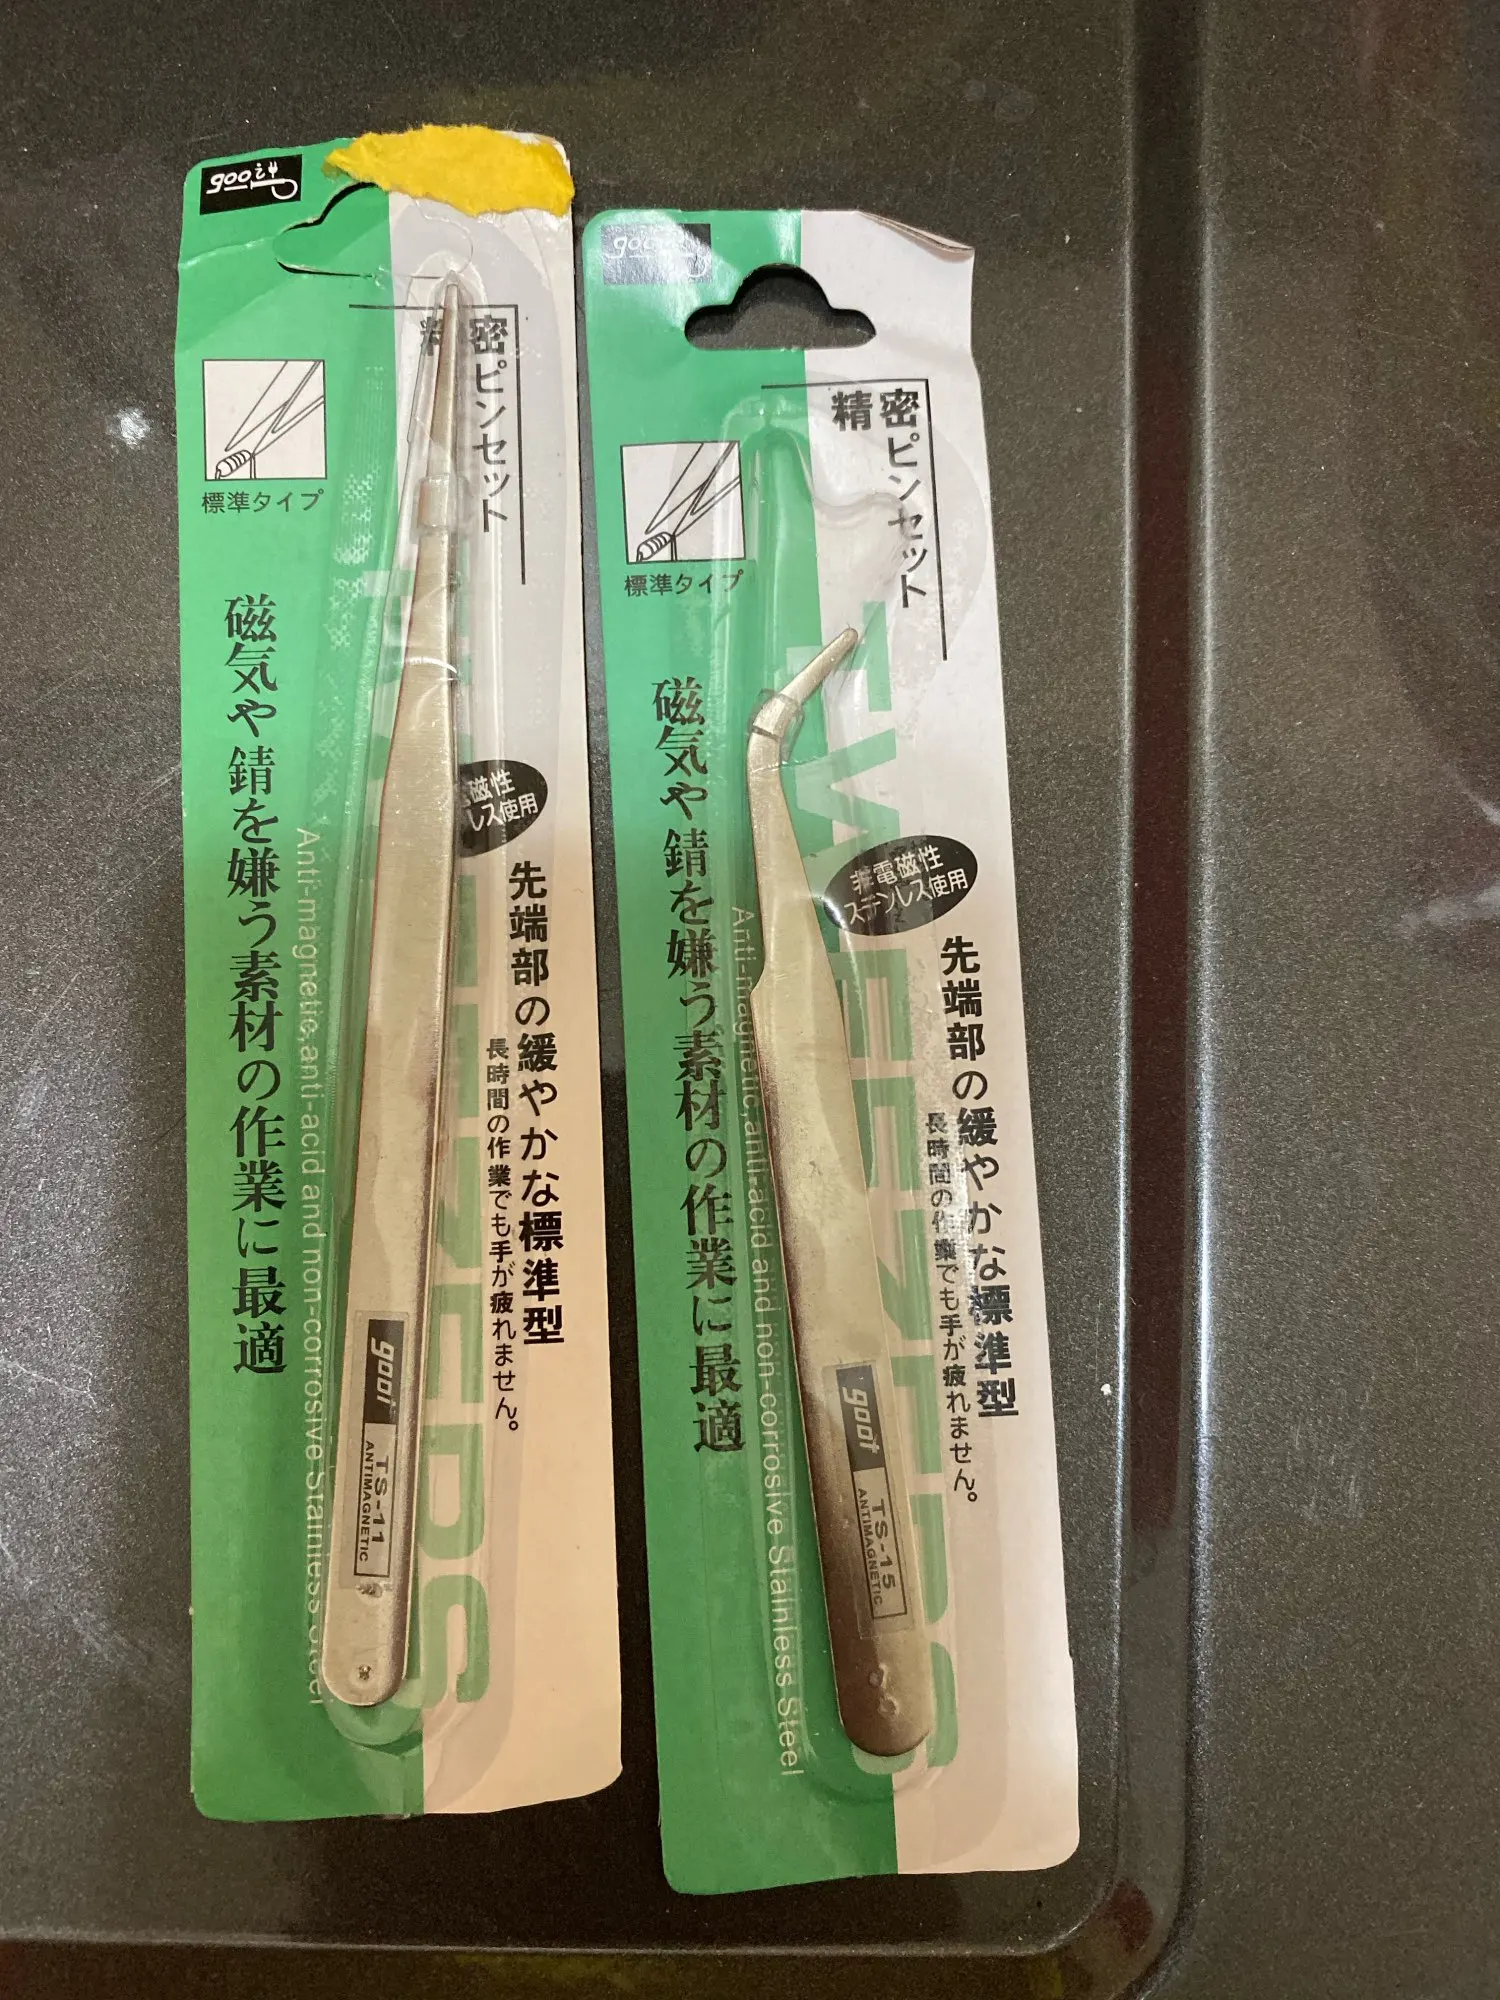 goot
精密ピンセット
標準タイプ
磁気や錆を嫌う素材の作業に最適
Anti-magnetic,anti-acid and non-corrosive Stainless Steel
磁性
レス使用
先端部の緩やかな標準型
長時間の作業でも手が疲れません。
goot
TS-11
ANTIMAGNETIC
goot
精密ピンセット
標準タイプ
磁気や錆を嫌う素材の作業に最適
Anti-magnetic,anti-acid and non-corrosive Stainless Steel
TWEEZERS
非電磁性
ステンレス使用
先端部の緩やかな標準型
長時間の作業でも手が疲れません。
goot
TS-15
ANTIMAGNETIC